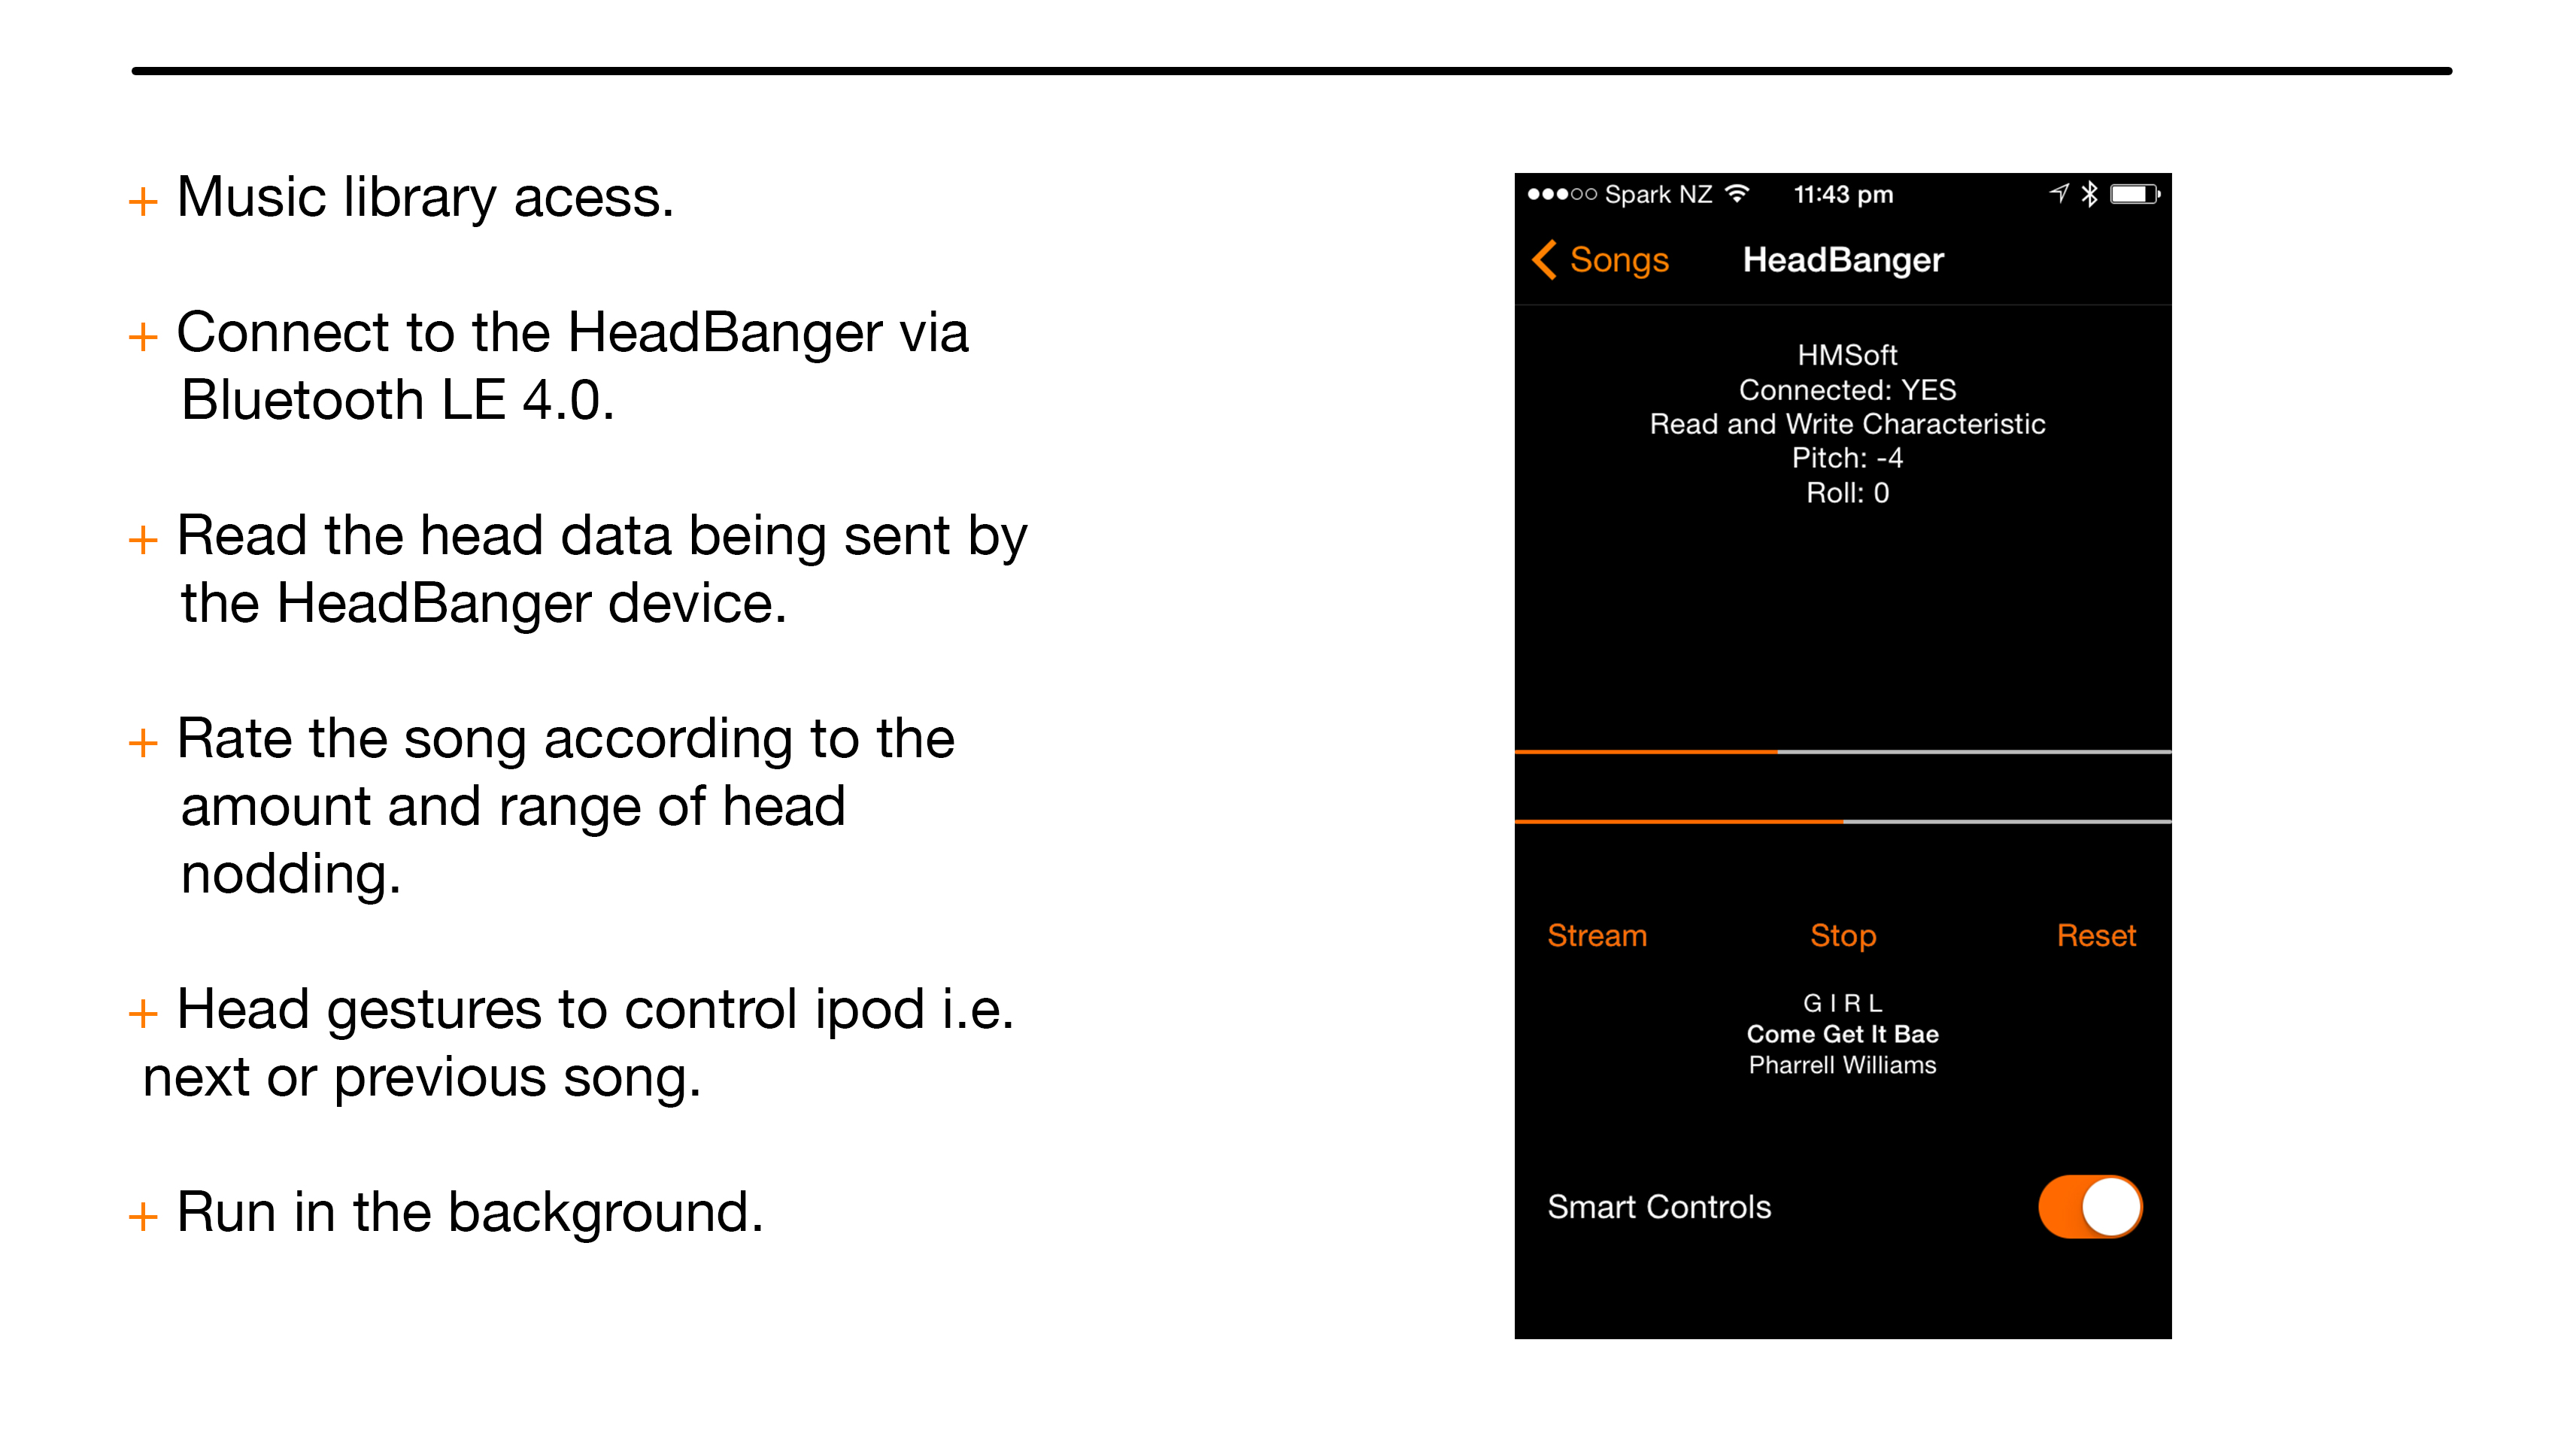 + Music library acess.
+ Connect to the HeadBanger via
Bluetooth LE 4.0.
+ Read the head data being sent by
the HeadBanger device.
+ Rate the song according to the
amount and range of head
nodding.
+ Head gestures to control ipod i.e.
next or previous song.
+ Run in the background.
Spark NZ 11:43 pm
Songs HeadBanger
HMSoft
Connected: YES
Read and Write Characteristic
Pitch: -4
Roll: 0
Stream Stop Reset
G I R L
Come Get It Bae
Pharrell Williams
Smart Controls